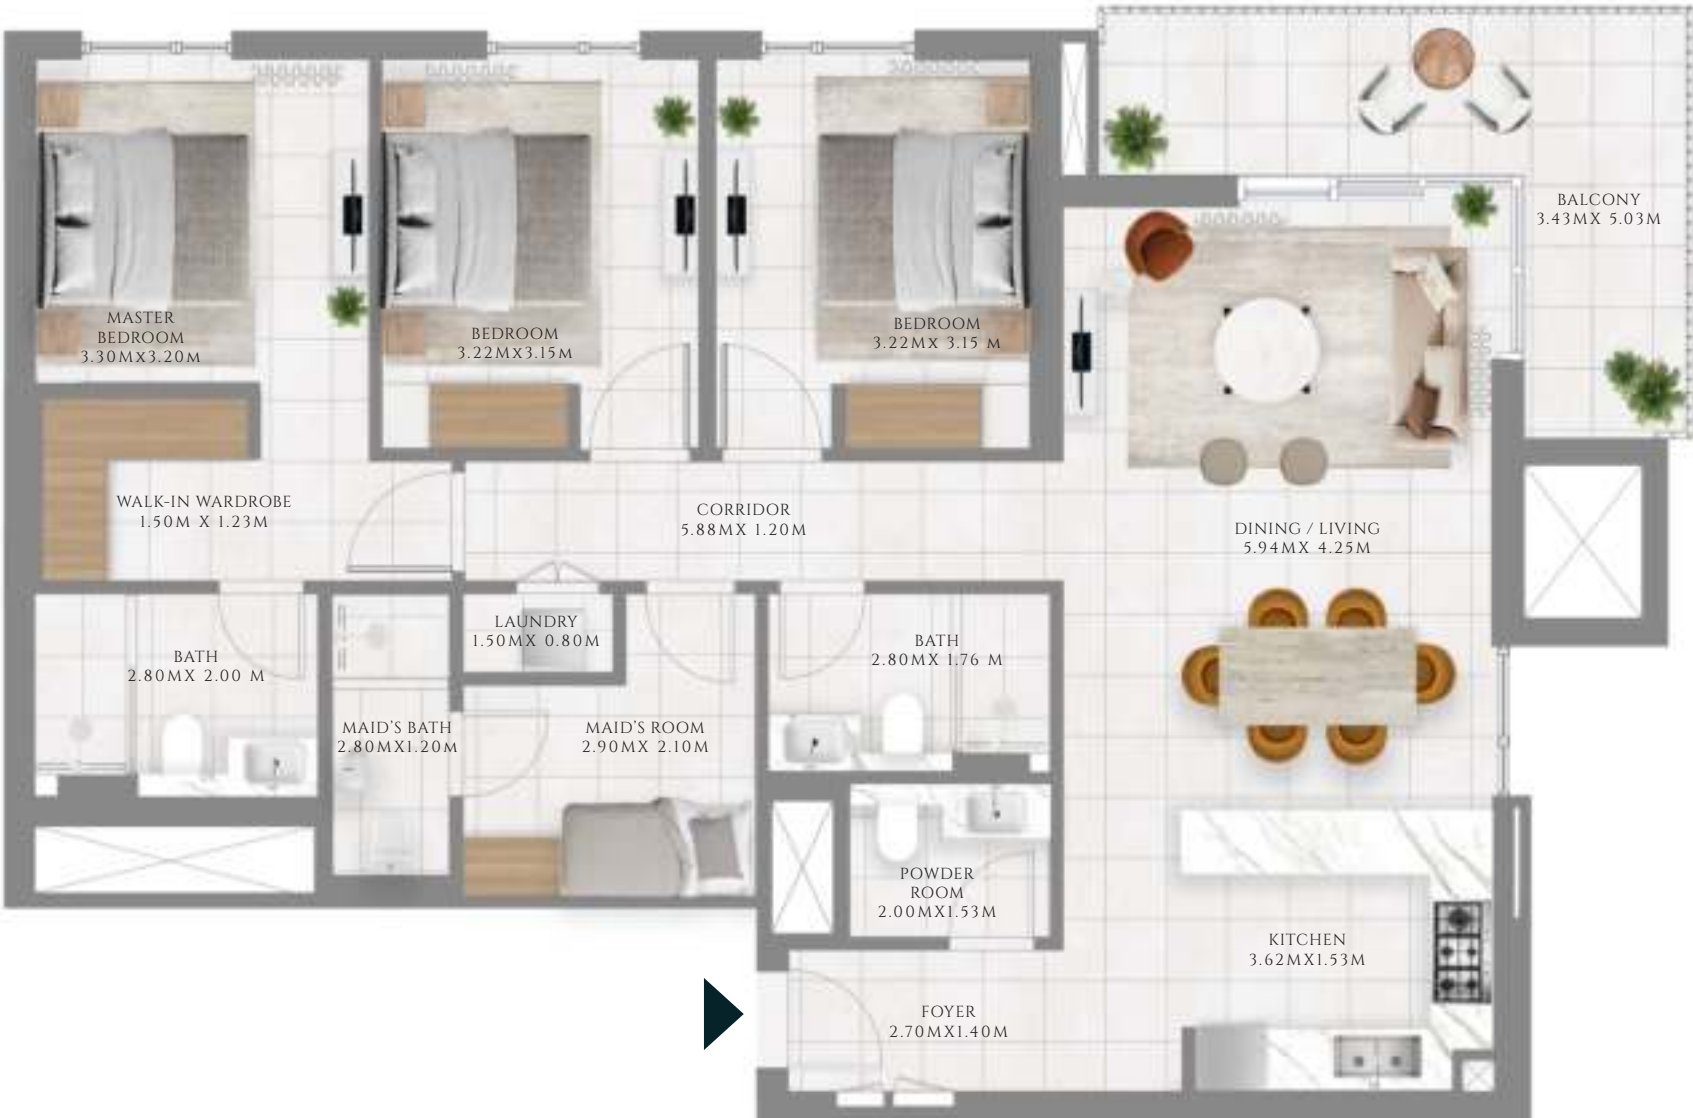 BALCONY
3.43MX 5.03M
MASTER
BEDROOM
3.30MX3.20M
BEDROOM
3.22MX3.15M
BEDROOM
3.22MX 3.15 M
WALK-IN WARDROBE
1.50M X 1.23M
CORRIDOR
5.88MX 1.20M
DINING / LIVING
5.94MX 4.25M
BATH
2.80MX 2.00 M
LAUNDRY
1.50MX 0.80M
BATH
2.80MX 1.76 M
MAID'S BATH
2.80MX1.20M
MAID'S ROOM
2.90MX 2.10M
POWDER
ROOM
2.00MX1.53M
KITCHEN
3.62MX1.53M
FOYER
2.70MX1.40M